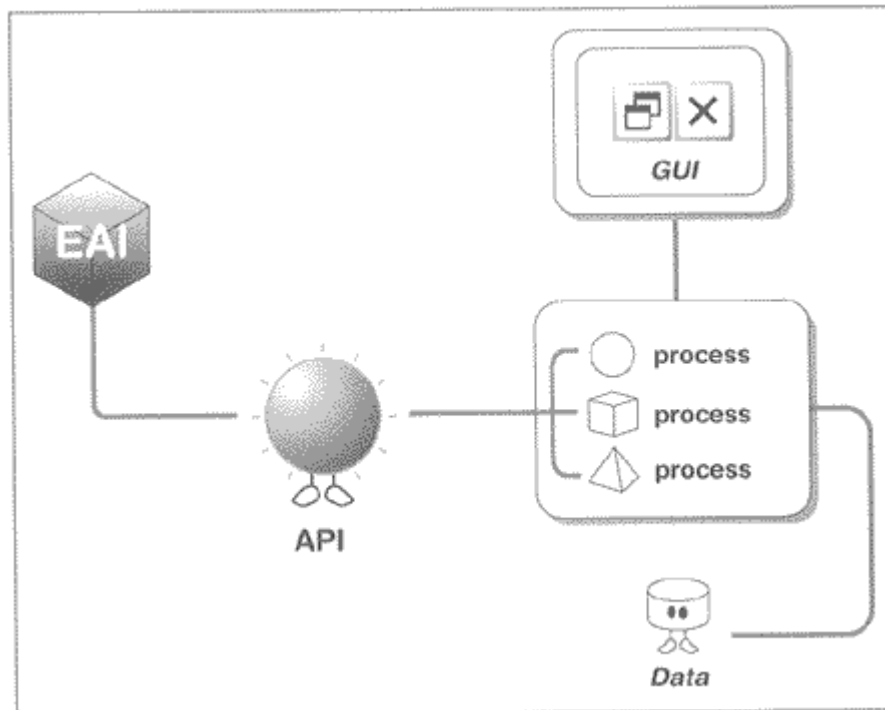 GUI
EAI
process
process
process
API
Data